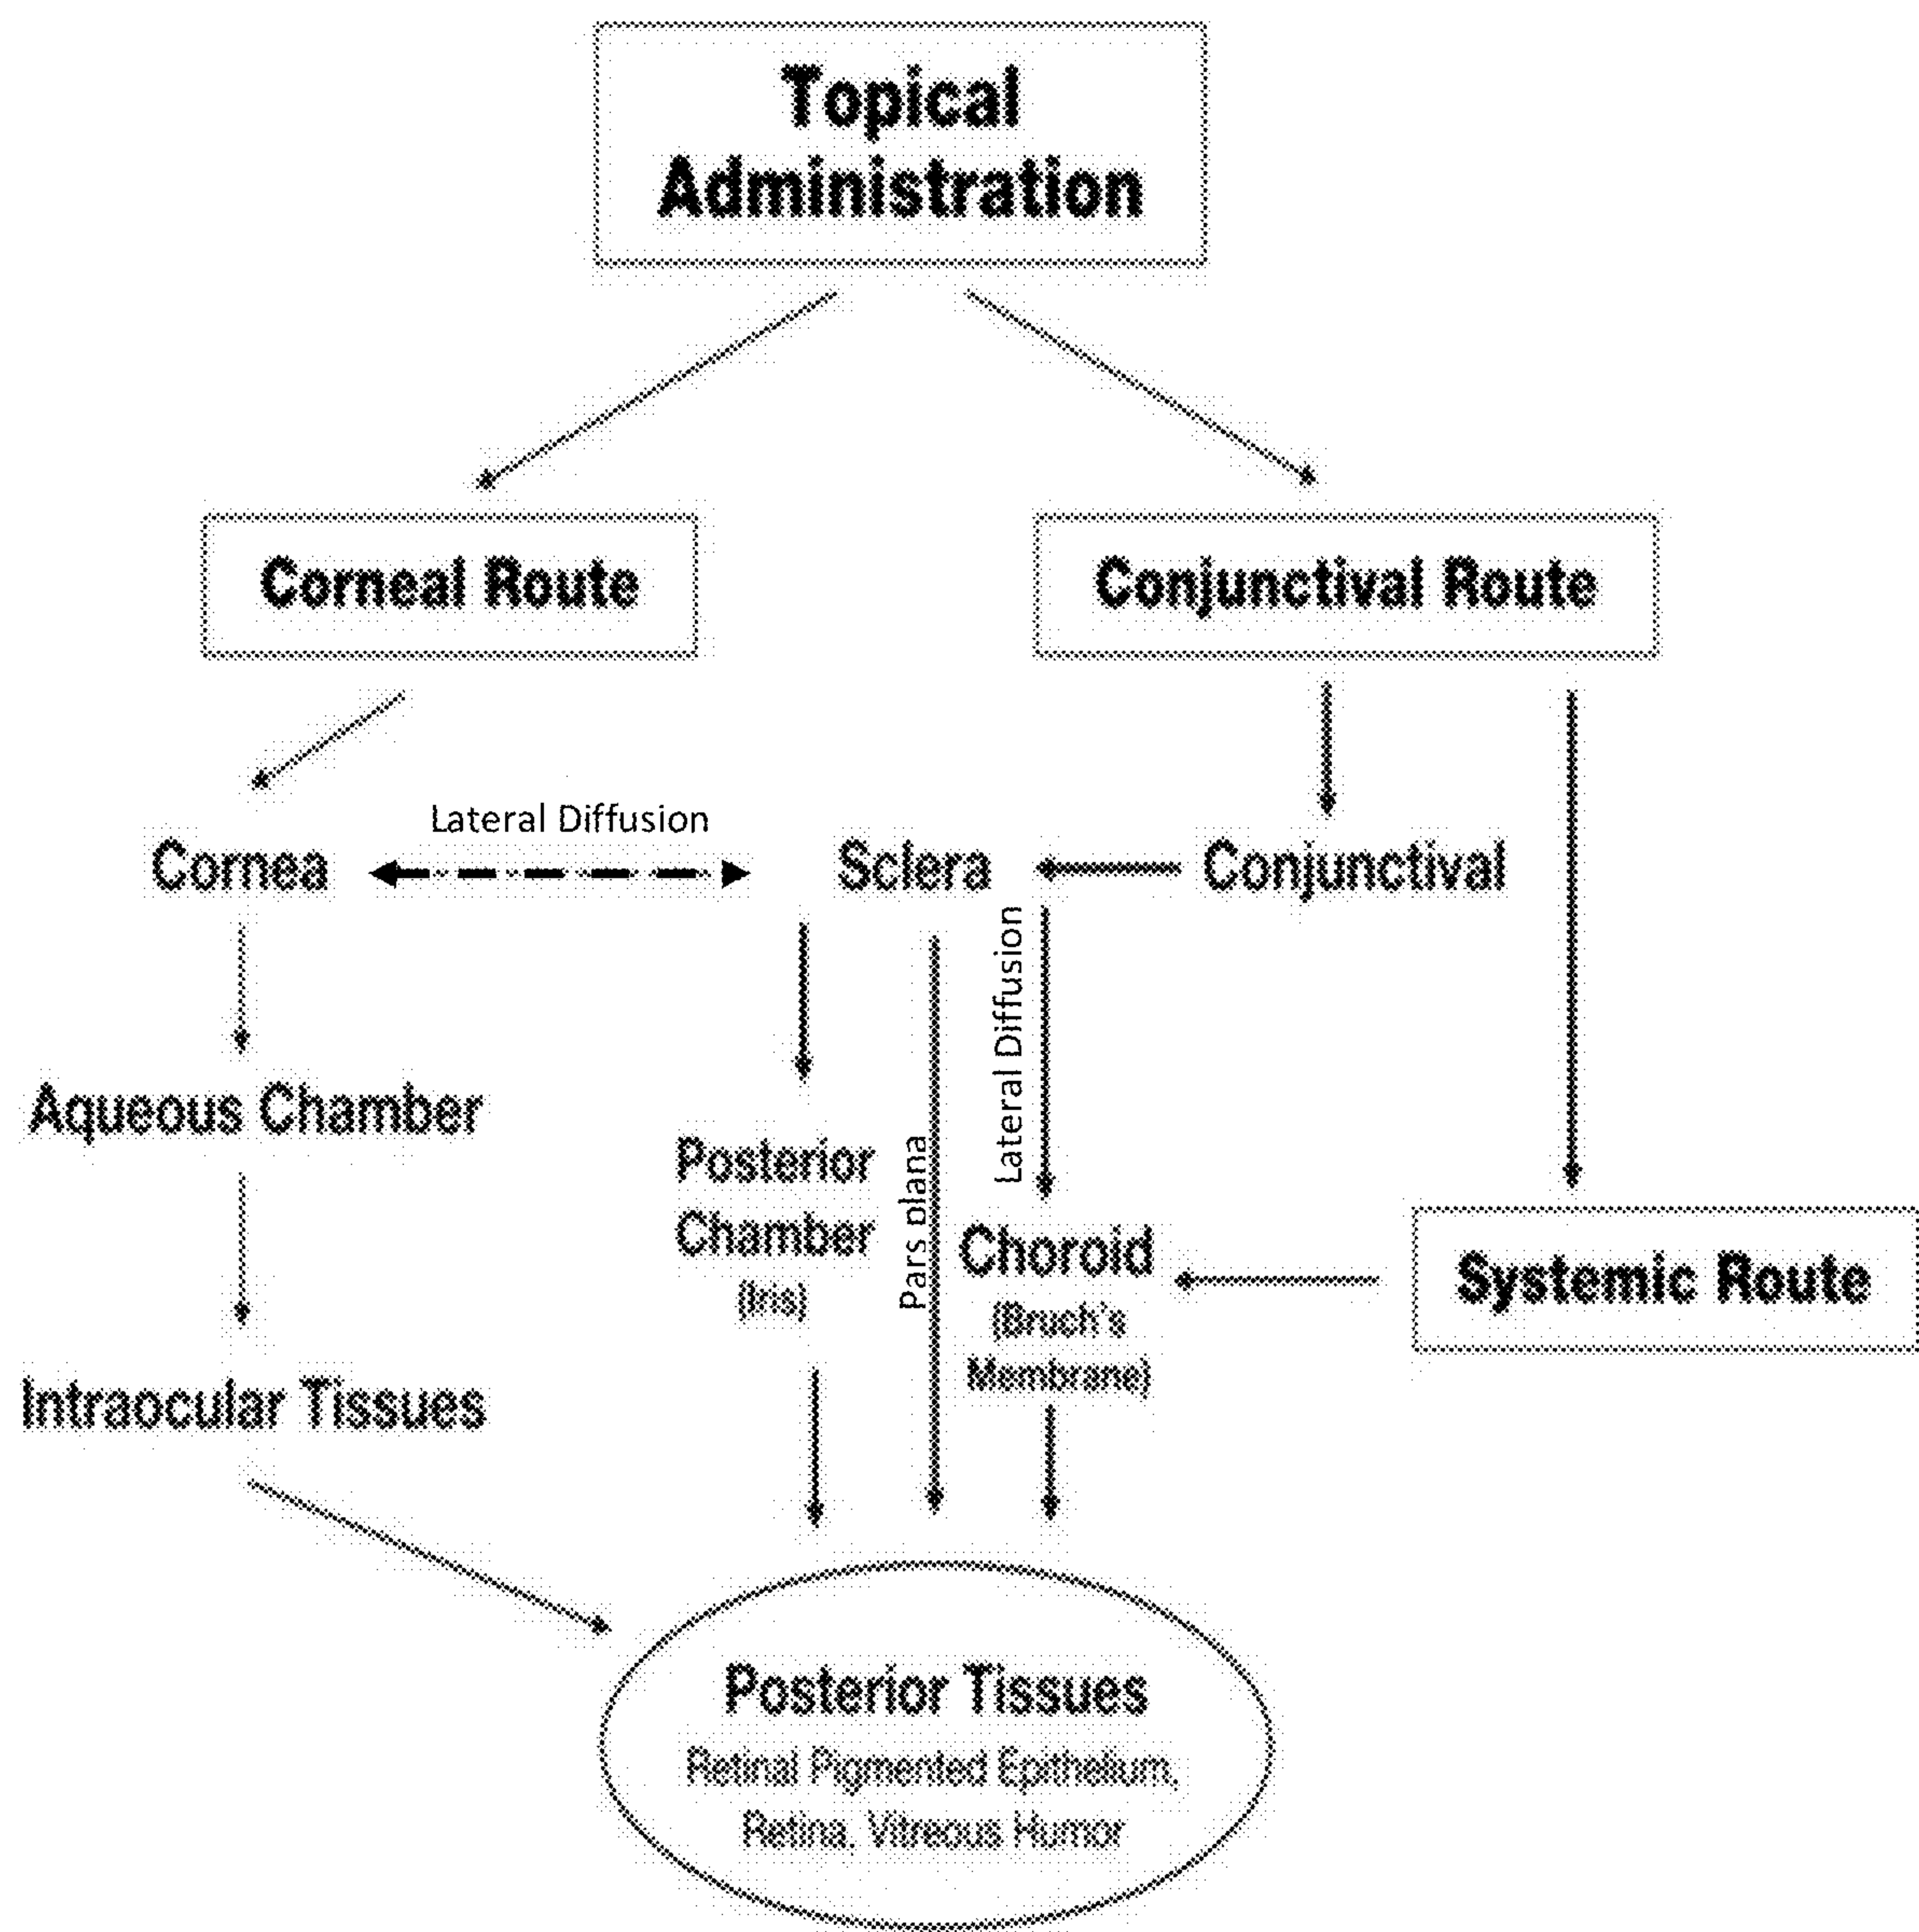 Topical
Administration
Corneal Route
Conjunctival Route
Lateral Diffusion
Cornea
Sclera
Conjunctival
Lateral Diffusion
Aqueous Chamber
Posterior
Chamber
(Iris)
Pars plana
Choroid
(Bruch's
Membrane)
Systemic Route
Intraocular Tissues
Posterior Tissues
Retinal Pigmented Epithelium,
Retina, Vitreous Humor